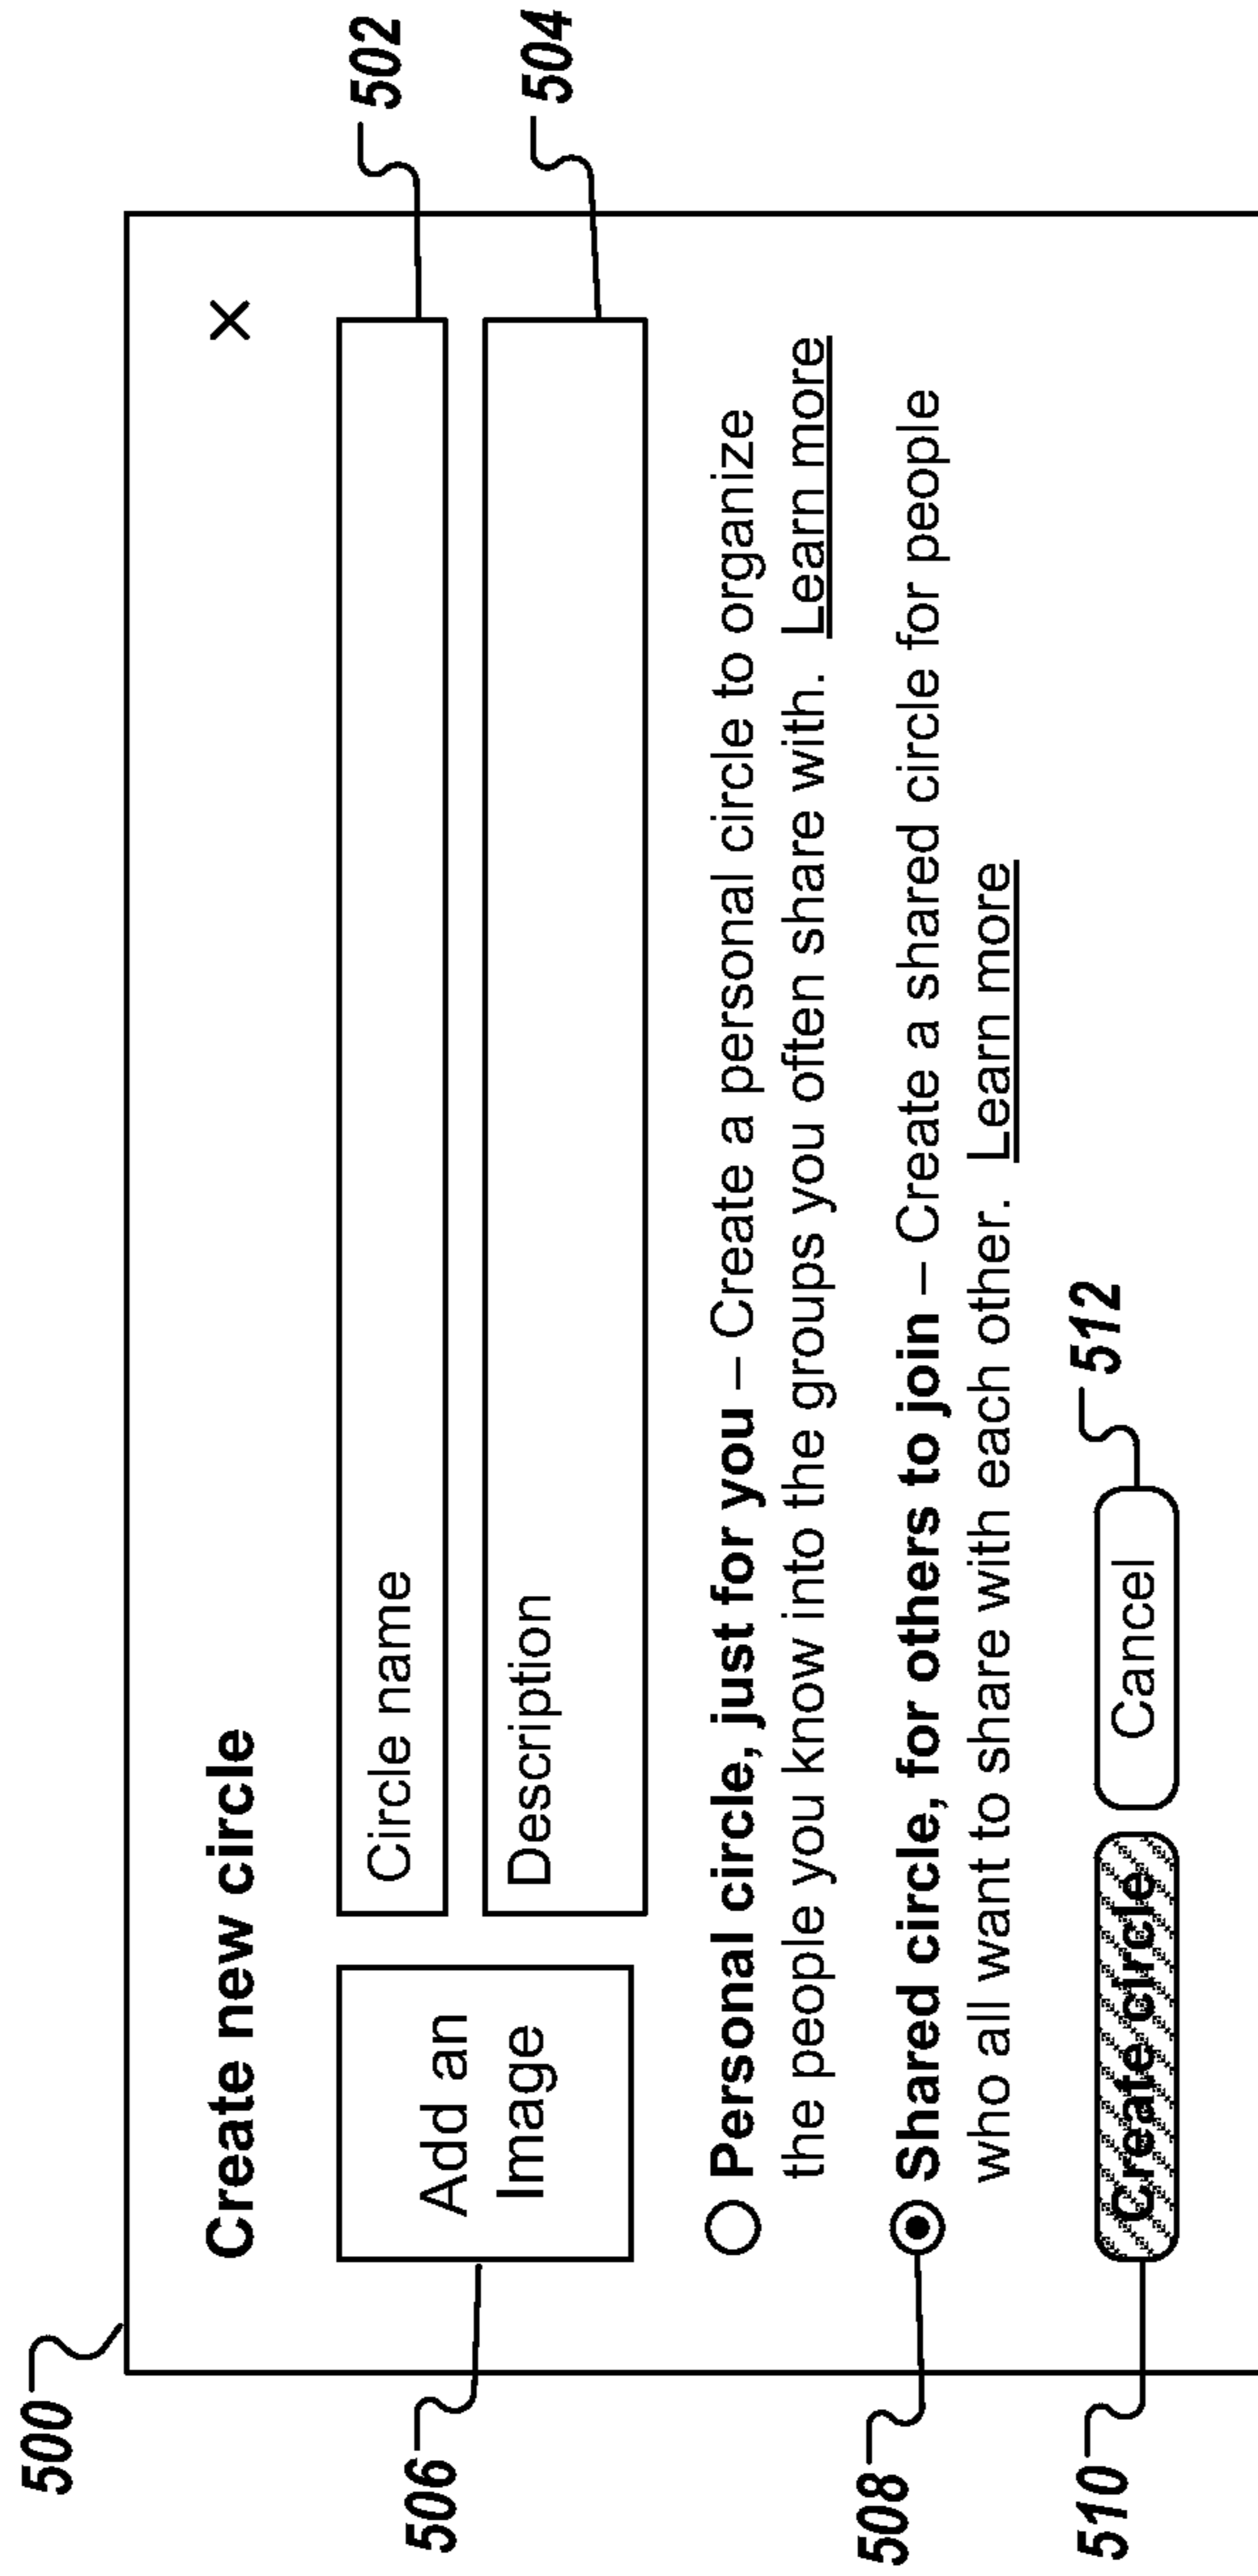 500
Create new circle
×
506
Add an
Image
Circle name
502
Description
504
Personal circle, just for you – Create a personal circle to organize
the people you know into the groups you often share with. Learn more
508
Shared circle, for others to join – Create a shared circle for people
who all want to share with each other. Learn more
510
Create circle
Cancel
512